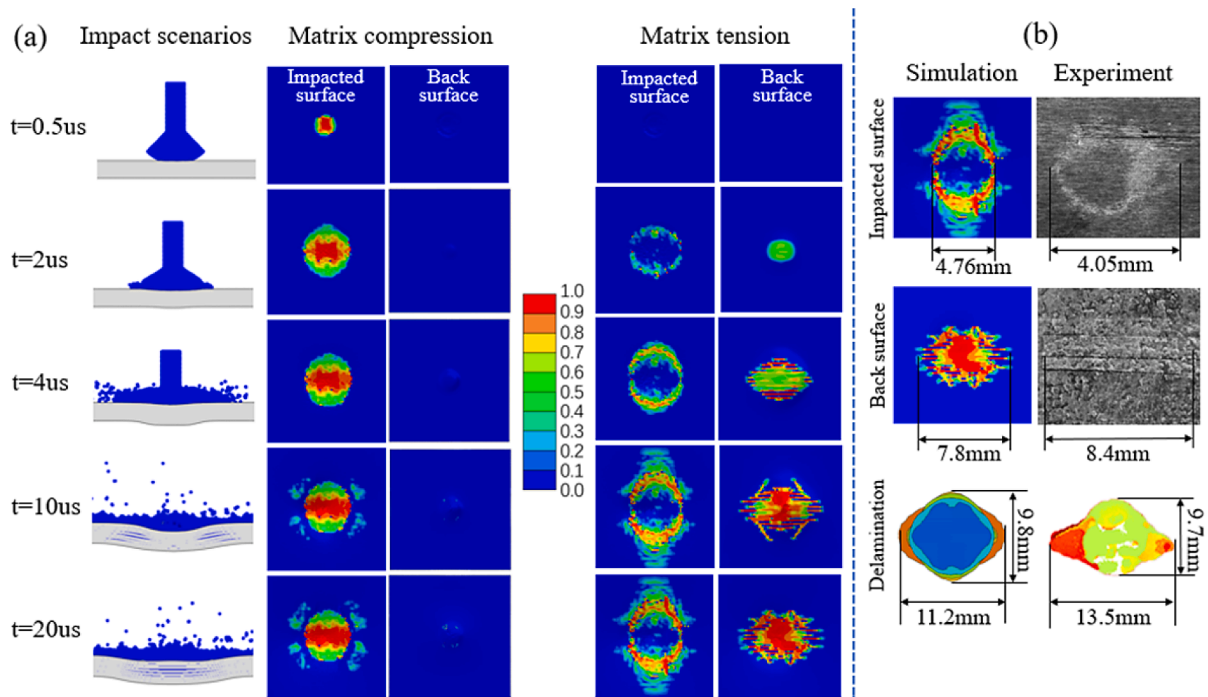 (a)
Impact scenarios
Matrix compression
Matrix tension
Impacted
surface
Back
surface
Impacted
surface
Back
surface
t=0.5us
t=2us
t=4us
t=10us
t=20us
1.0
0.9
0.8
0.7
0.6
0.5
0.4
0.3
0.2
0.1
0.0
(b)
Simulation
Experiment
Impacted surface
4.76mm
4.05mm
Back surface
7.8mm
8.4mm
Delamination
9.8mm
9.7mm
11.2mm
13.5mm